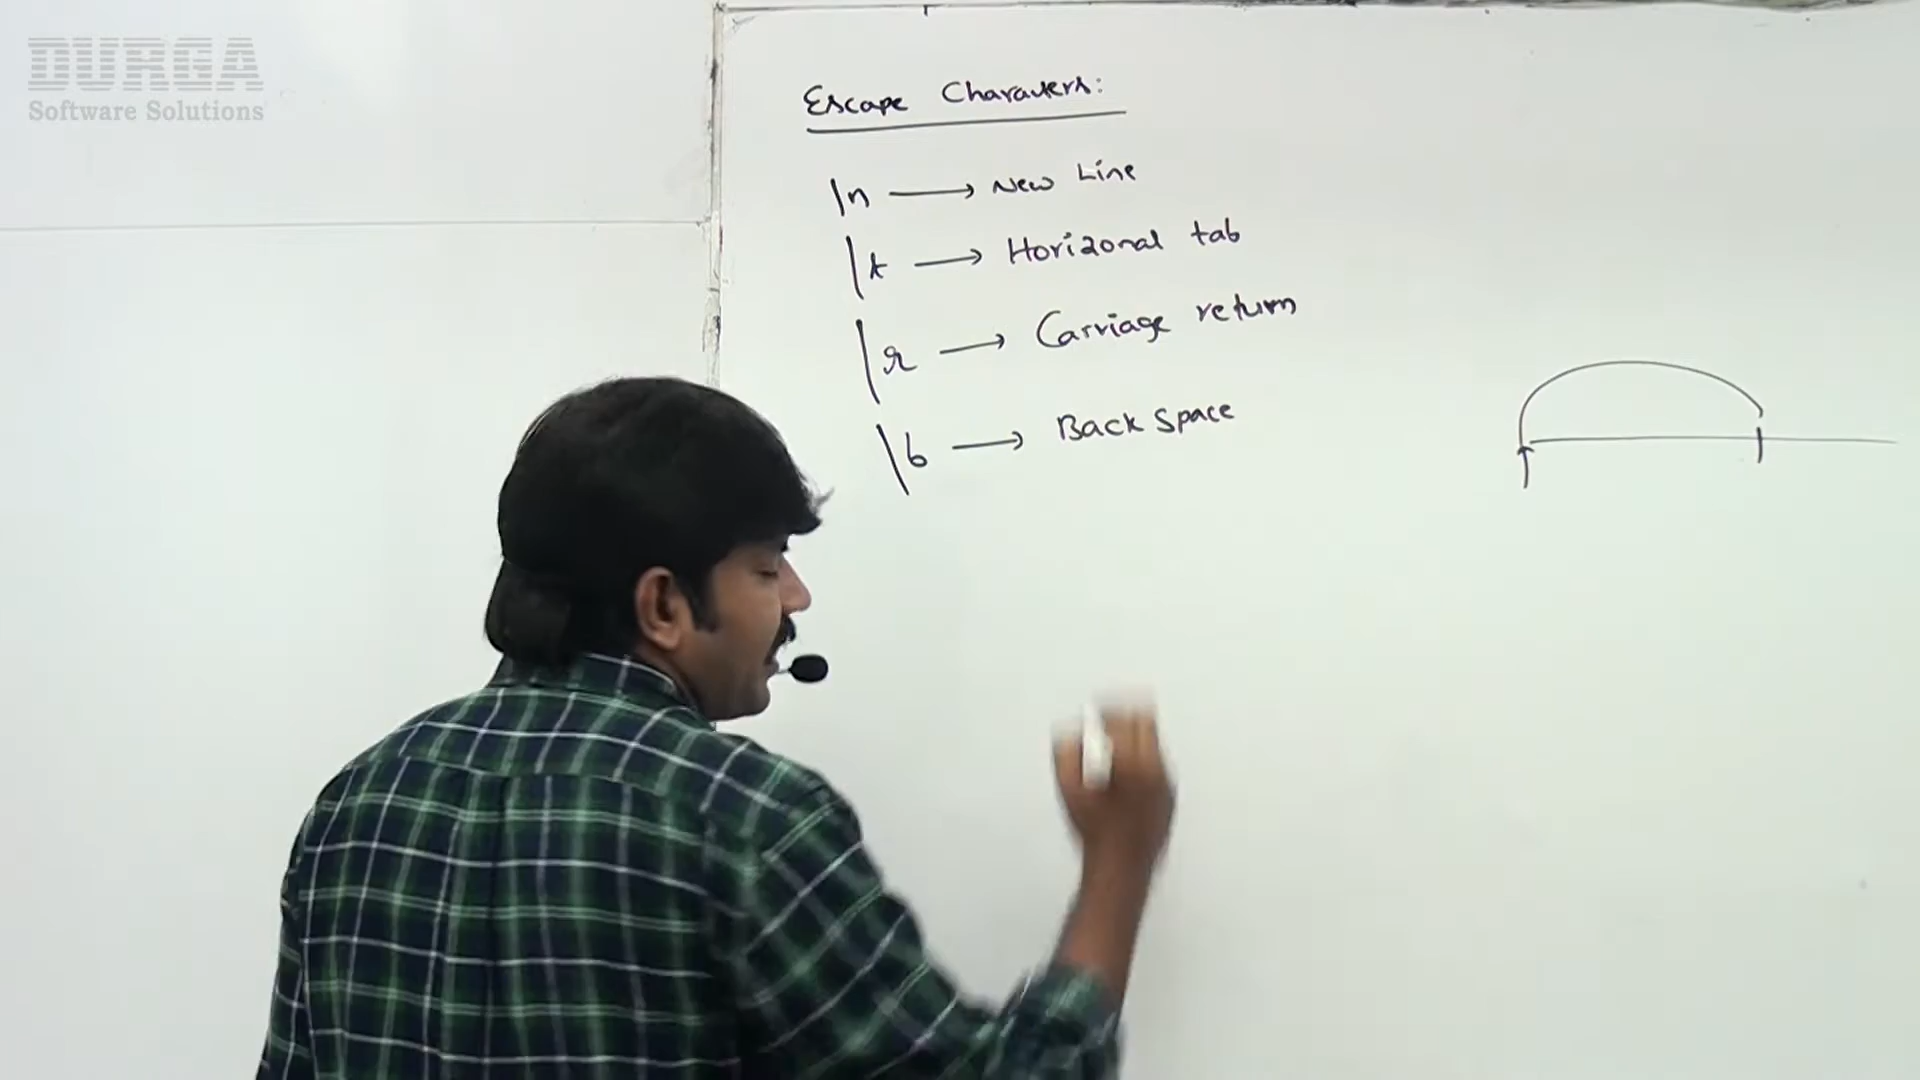 DURGA
Software Solutions
Escape Characters:
\n → New Line
\t → Horizonal tab
\r → Carriage return
\b → Back Space